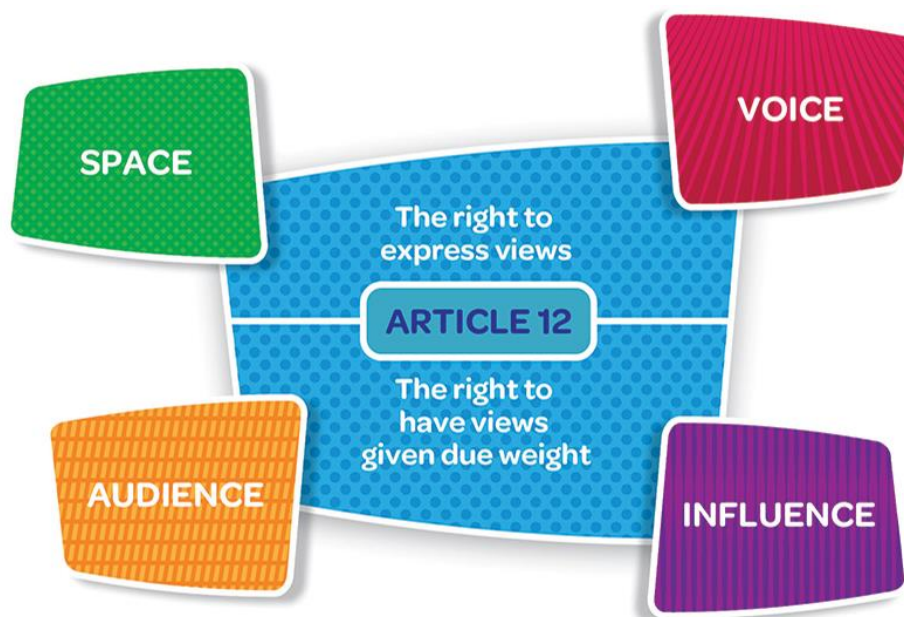 SPACE
VOICE
The right to
express views
ARTICLE 12
The right to
have views
given due weight
AUDIENCE
INFLUENCE